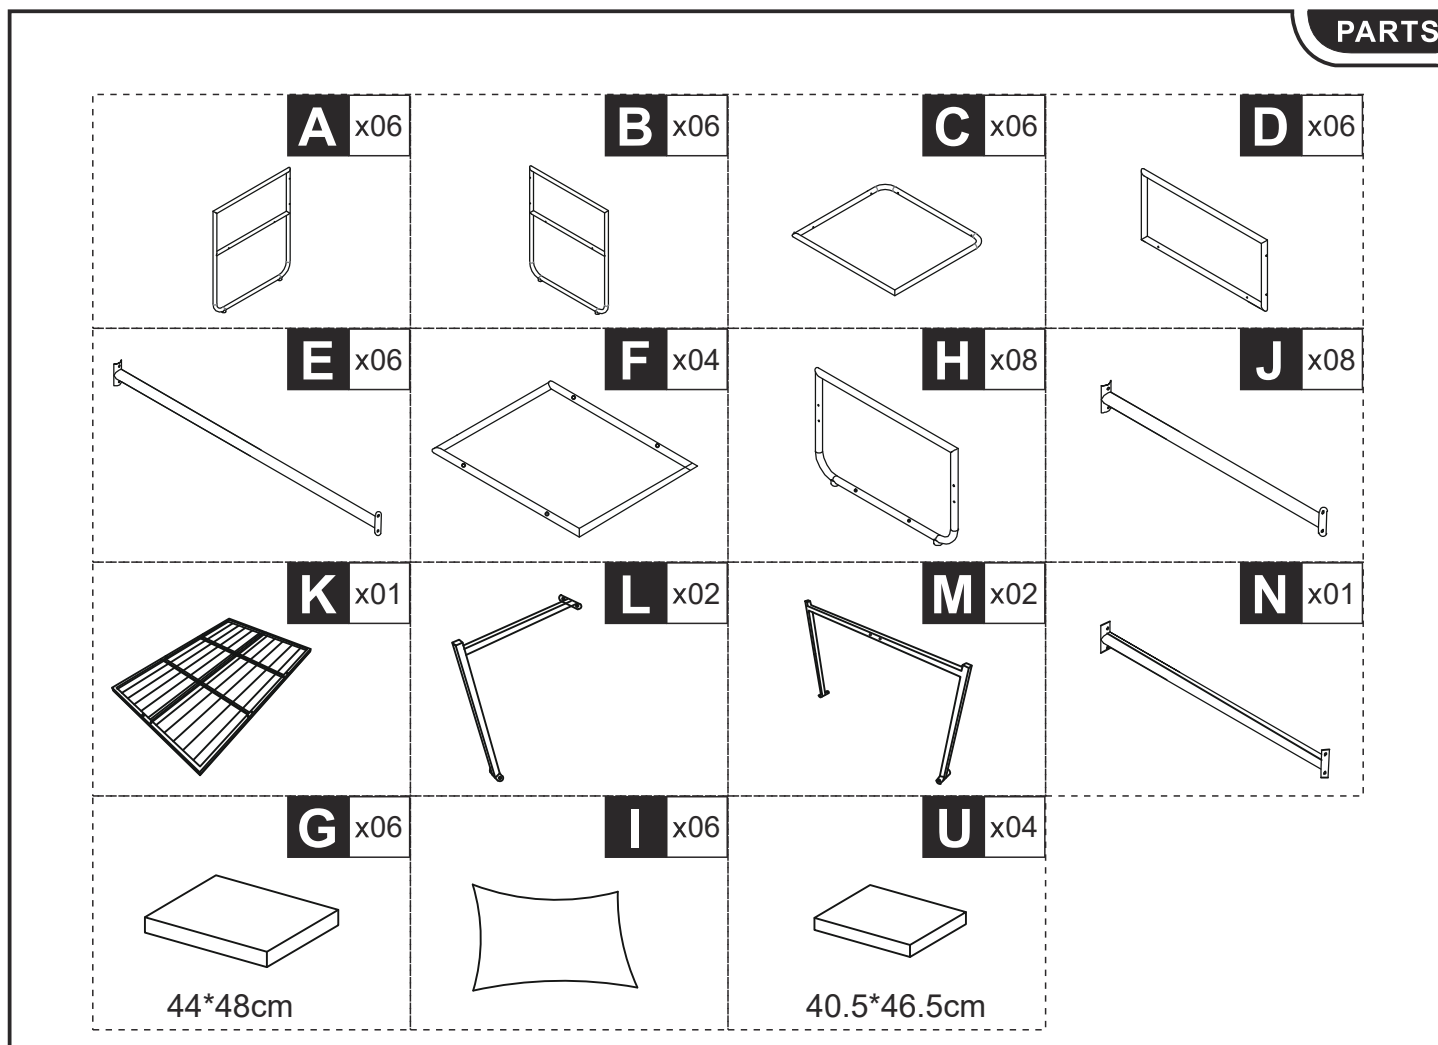 PARTS
A x06
B x06
C x06
D x06
E x06
F x04
H x08
J x08
K x01
L x02
M x02
N x01
G x06
I x06
U x04
44*48cm
40.5*46.5cm